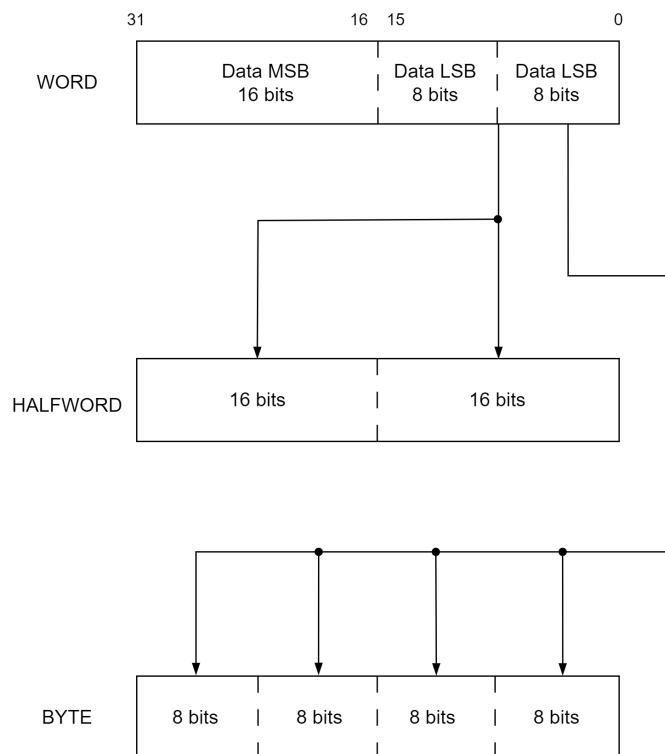 31 16 15 0
WORD
Data MSB
16 bits
Data LSB
8 bits
Data LSB
8 bits
HALFWORD
16 bits
16 bits
BYTE
8 bits
8 bits
8 bits
8 bits